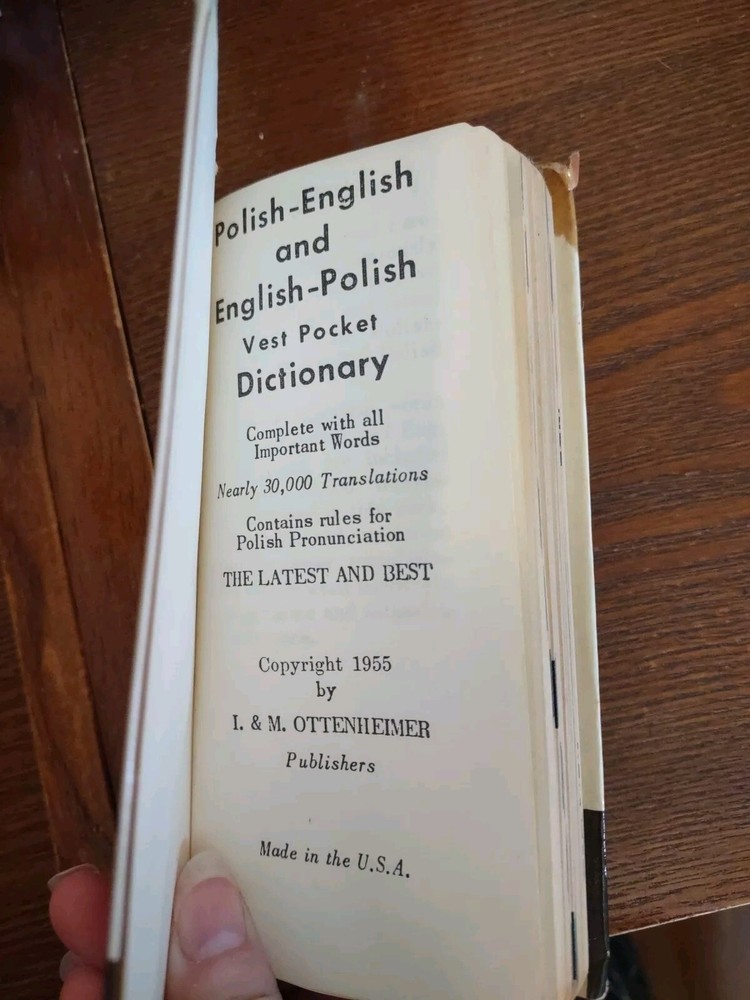 Polish-English
and
English-Polish
Vest Pocket
Dictionary
Complete with all
Important Words
Nearly 30,000 Translations
Contains rules for
Polish Pronunciation
THE LATEST AND BEST
Copyright 1955
by
I. & M. OTTENHEIMER
Publishers
Made in the U.S.A.